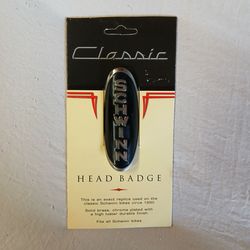 Classic
SCHWINN
HEAD BADGE
This is an exact replica used on the
classic Schwinn bikes circa 1950
Solid brass, chrome plated with
a high luster durable finish.
Fits all Schwinn bikes